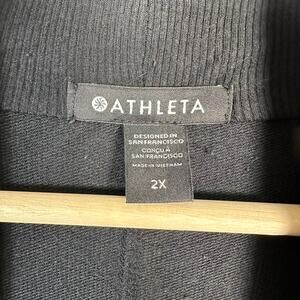 ATHLETA
DESIGNED IN
SAN FRANCISCO
CONÇU À
SAN FRANCISCO
MADE IN VIETNAM
2X